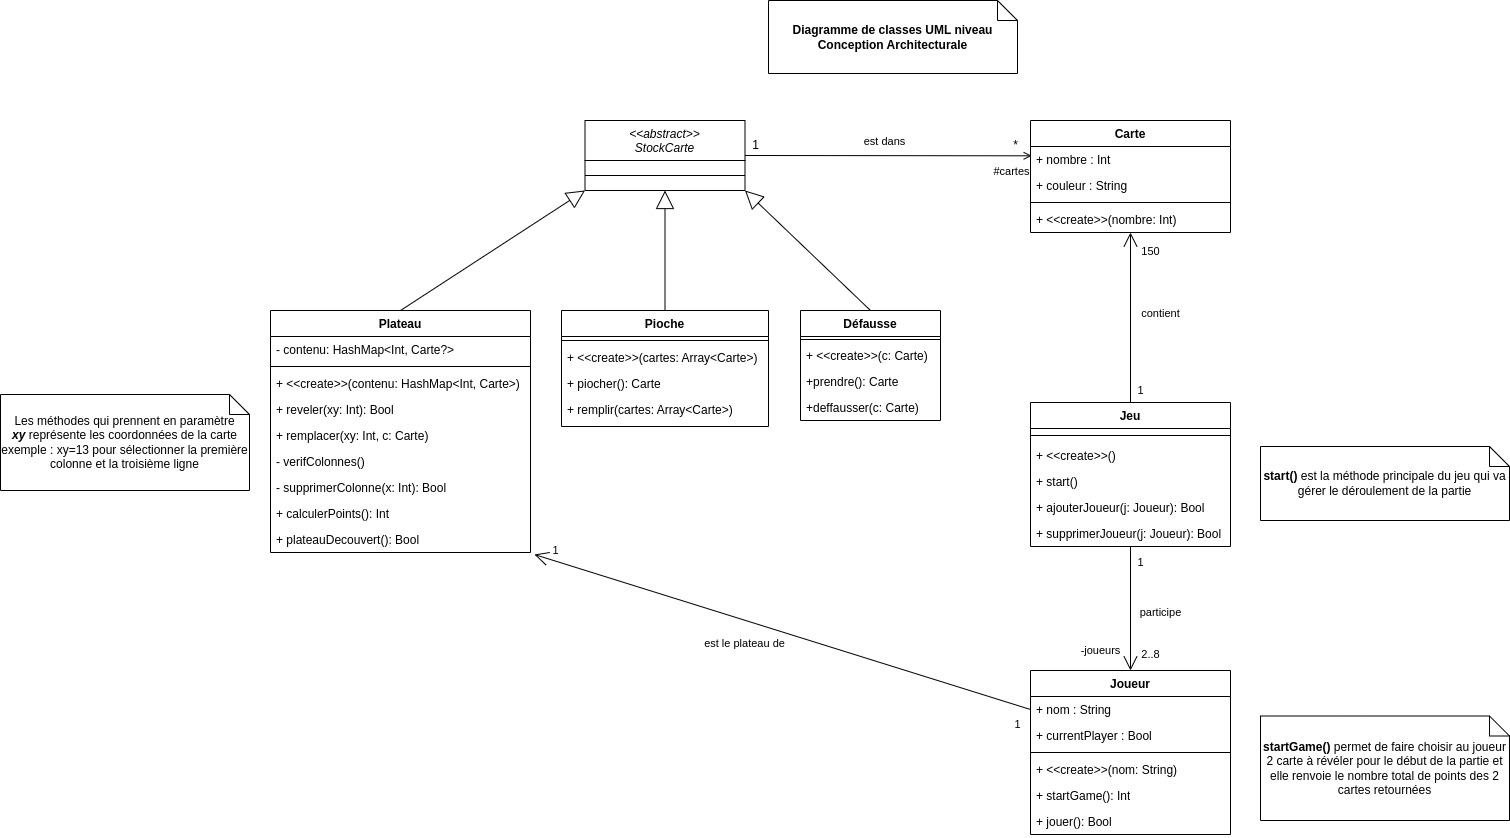 Diagramme de classes UML niveau
Conception Architecturale
<<abstract>>
StockCarte
1
est dans
*
#cartes
Carte
+ nombre : Int
+ couleur : String
+ <<create>>(nombre: Int)
150
contient
1
Plateau
- contenu: HashMap<Int, Carte?>
+ <<create>>(contenu: HashMap<Int, Carte>)
+ reveler(xy: Int): Bool
+ remplacer(xy: Int, c: Carte)
- verifColonnes()
- supprimerColonne(x: Int): Bool
+ calculerPoints(): Int
+ plateauDecouvert(): Bool
Pioche
+ <<create>>(cartes: Array<Carte>)
+ piocher(): Carte
+ remplir(cartes: Array<Carte>)
Défausse
+ <<create>>(c: Carte)
+prendre(): Carte
+deffausser(c: Carte)
Les méthodes qui prennent en paramètre
xy représente les coordonnées de la carte
exemple : xy=13 pour sélectionner la première
colonne et la troisième ligne
Jeu
+ <<create>>()
+ start()
+ ajouterJoueur(j: Joueur): Bool
+ supprimerJoueur(j: Joueur): Bool
start() est la méthode principale du jeu qui va
gérer le déroulement de la partie
1
est le plateau de
1
1
participe
-joueurs
2..8
Joueur
+ nom : String
+ currentPlayer : Bool
+ <<create>>(nom: String)
+ startGame(): Int
+ jouer(): Bool
startGame() permet de faire choisir au joueur
2 carte à révéler pour le début de la partie et
elle renvoie le nombre total de points des 2
cartes retournées